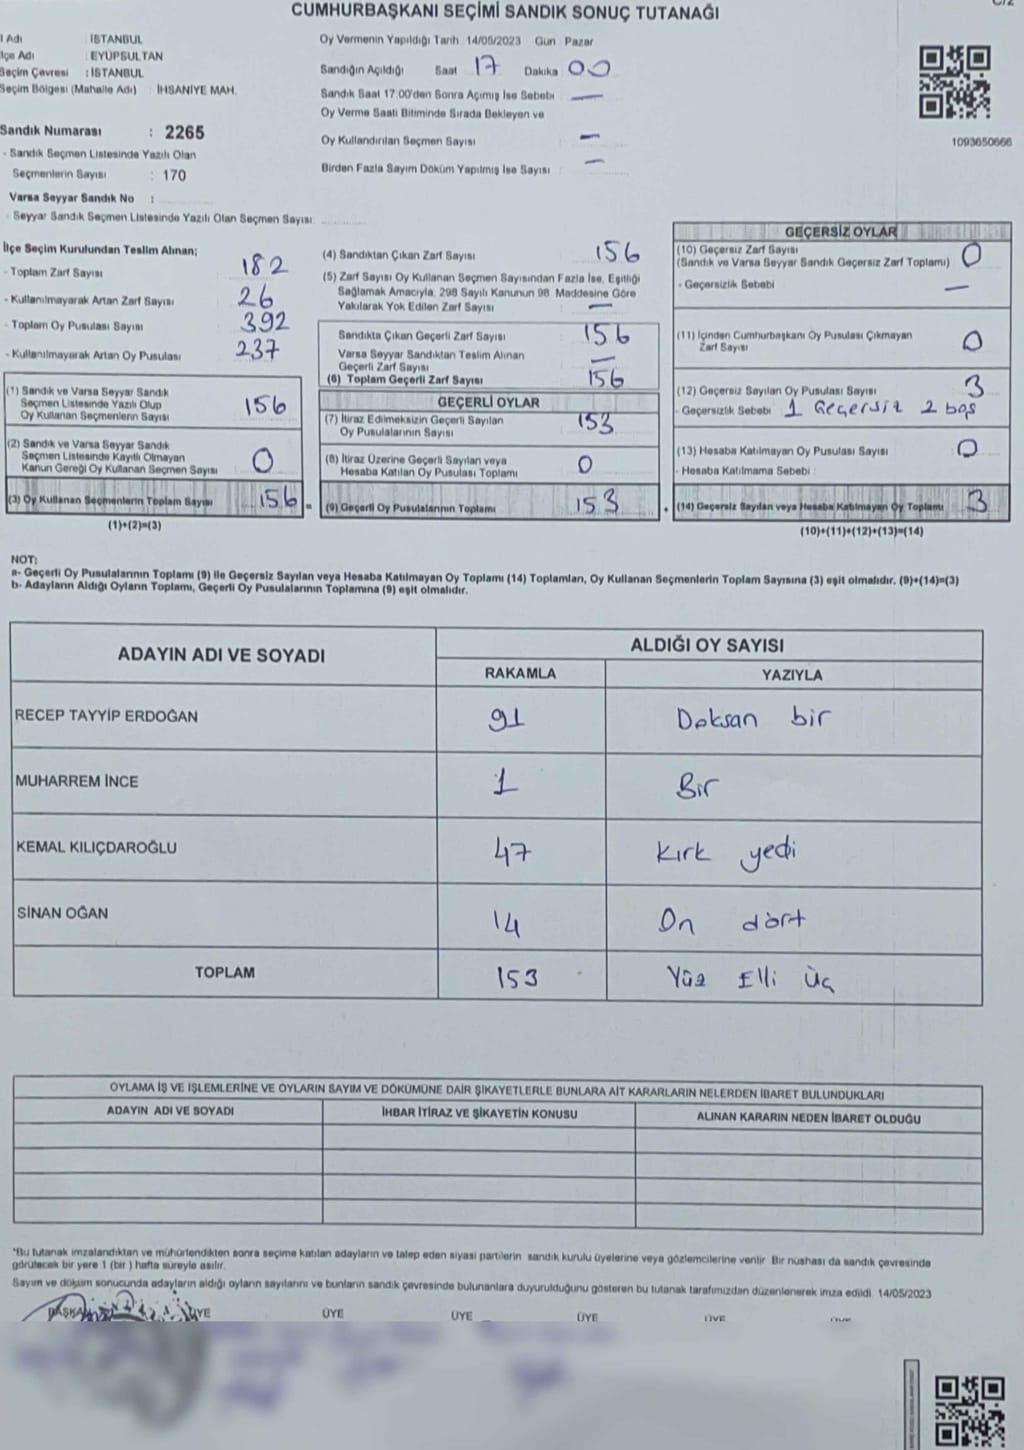 CUMHURBAŞKANI SEÇİMİ SANDIK SONUÇ TUTANAĞI
İl Adı : İSTANBUL
İlçe Adı : EYÜPSULTAN
Seçim Çevresi : İSTANBUL
Seçim Bölgesi (Mahalle Adı) : İHSANİYE MAH.
Sandık Numarası : 2265
- Sandık Seçmen Listesinde Yazılı Olan
Seçmenlerin Sayısı : 170
Varsa Seyyar Sandık No :
- Seyyar Sandık Seçmen Listesinde Yazılı Olan Seçmen Sayısı:
Oy Vermenin Yapıldığı Tarih 14/05/2023 Gün Pazar
Sandığın Açıldığı Saat 17 Dakika 00
Sandık Saat 17 00'den Sonra Açımış İse Sebebi —
Oy Verme Saati Bitiminde Sırada Bekleyen ve
Oy Kullandırılan Seçmen Sayısı —
Birden Fazla Sayım Döküm Yapılmış İse Sayısı —
1093650666
İlçe Seçim Kurulundan Teslim Alınan;
- Toplam Zarf Sayısı 182
- Kullanılmayarak Artan Zarf Sayısı 26
- Toplam Oy Pusulası Sayısı 392
- Kullanılmayarak Artan Oy Pusulası 237
(1) Sandık ve Varsa Seyyar Sandık
Seçmen Listesinde Yazılı Olup
Oy Kullanan Seçmenlerin Sayısı 156
(2) Sandık ve Varsa Seyyar Sandık
Seçmen Listesinde Kayıtlı Olmayan
Kanun Gereği Oy Kullanan Seçmen Sayısı 0
(3) Oy Kullanan Seçmenlerin Toplam Sayısı 156 =
(1)+(2)=(3)
(4) Sandıktan Çıkan Zarf Sayısı 156
(5) Zarf Sayısı Oy Kullanan Seçmen Sayısından Fazla İse, Eşitliği
Sağlamak Amacıyla, 298 Sayılı Kanunun 98 Maddesine Göre
Yakılarak Yok Edilen Zarf Sayısı —
Sandıkta Çıkan Geçerli Zarf Sayısı 156
Varsa Seyyar Sandıktan Teslim Alınan
Geçerli Zarf Sayısı —
(6) Toplam Geçerli Zarf Sayısı 156
GEÇERLİ OYLAR
(7) İtiraz Edilmeksizin Geçerli Sayılan
Oy Pusulalarının Sayısı 153
(8) İtiraz Üzerine Geçerli Sayılan veya
Hesaba Katılan Oy Pusulası Toplamı 0
(9) Geçerli Oy Pusulalarının Toplamı 153 +
GEÇERSİZ OYLAR
(10) Geçersiz Zarf Sayısı
(Sandık ve Varsa Seyyar Sandık Geçersiz Zarf Toplamı) 0
- Geçersizlik Sebebi —
(11) İçinden Cumhurbaşkanı Oy Pusulası Çıkmayan
Zarf Sayısı 0
(12) Geçersiz Sayılan Oy Pusulası Sayısı 3
- Geçersizlik Sebebi 1 Geçersiz 2 boş
(13) Hesaba Katılmayan Oy Pusulası Sayısı 0
- Hesaba Katılmama Sebebi :
(14) Geçersiz Sayılan veya Hesaba Katılmayan Oy Toplamı 3
(10)+(11)+(12)+(13)=(14)
NOT:
a- Geçerli Oy Pusulalarının Toplamı (9) ile Geçersiz Sayılan veya Hesaba Katılmayan Oy Toplamı (14) Toplamları, Oy Kullanan Seçmenlerin Toplam Sayısına (3) eşit olmalıdır. (9)+(14)=(3)
b- Adayların Aldığı Oyların Toplamı, Geçerli Oy Pusulalarının Toplamına (9) eşit olmalıdır.
ADAYIN ADI VE SOYADI ALDIĞI OY SAYISI
RAKAMLA YAZIYLA
RECEP TAYYİP ERDOĞAN 91 Doksan bir
MUHARREM İNCE 1 Bir
KEMAL KILIÇDAROĞLU 47 Kırk yedi
SİNAN OĞAN 14 On dört
TOPLAM 153 Yüz Elli Üç
OYLAMA İŞ VE İŞLEMLERİNE VE OYLARIN SAYIM VE DÖKÜMÜNE DAİR ŞİKAYETLERLE BUNLARA AİT KARARLARIN NELERDEN İBARET BULUNDUKLARI
ADAYIN ADI VE SOYADI İHBAR İTİRAZ VE ŞİKAYETİN KONUSU ALINAN KARARIN NEDEN İBARET OLDUĞU
*Bu tutanak imzalandıktan ve mühürlendikten sonra seçime katılan adayların ve talep eden siyasi partilerin sandık kurulu üyelerine veya gözlemcilerine verilir. Bir nüshası da sandık çevresinde
görülecek bir yere 1 (bir ) hafta süreyle asılır.
Sayım ve döküm sonucunda adayların aldığı oyların sayılarını ve bunların sandık çevresinde bulunanlara duyurulduğunu gösteren bu tutanak tarafımızdan düzenlenerek imza edildi. 14/05/2023
BAŞKAN ÜYE ÜYE ÜYE ÜYE ÜYE